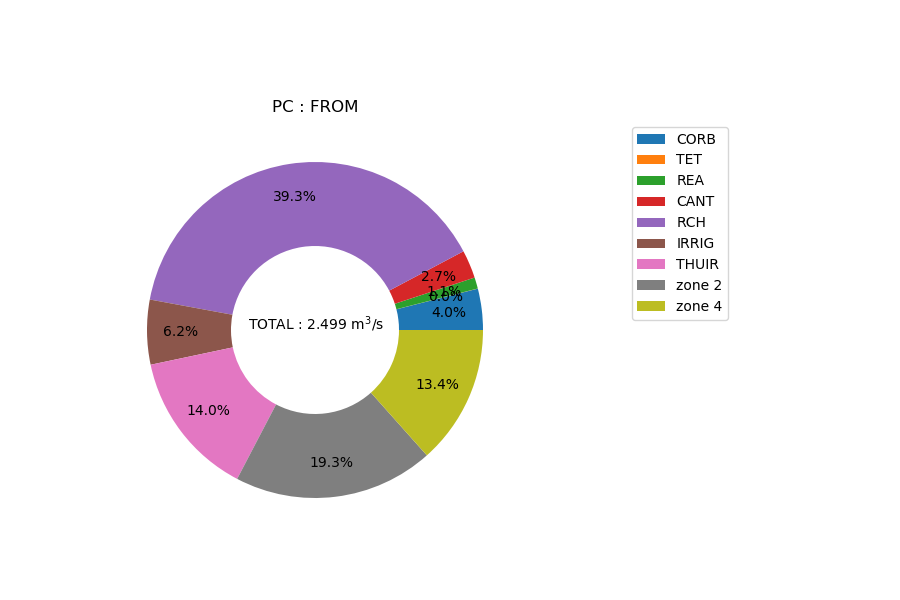 PC : FROM
39.3%
2.7%
1.1%
0.0%
4.0%
TOTAL : 2.499 m³/s
6.2%
13.4%
14.0%
19.3%
CORB
TET
REA
CANT
RCH
IRRIG
THUIR
zone 2
zone 4